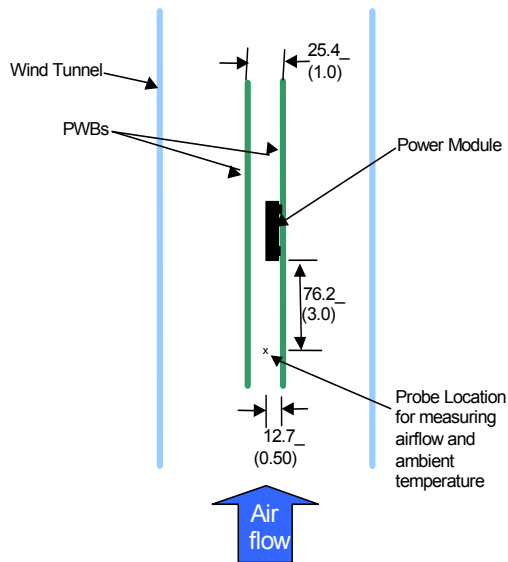 25.4_
(1.0)
Wind Tunnel
PWBs
Power Module
76.2_
(3.0)
x
Probe Location
for measuring
airflow and
ambient
temperature
12.7_
(0.50)
Air
flow